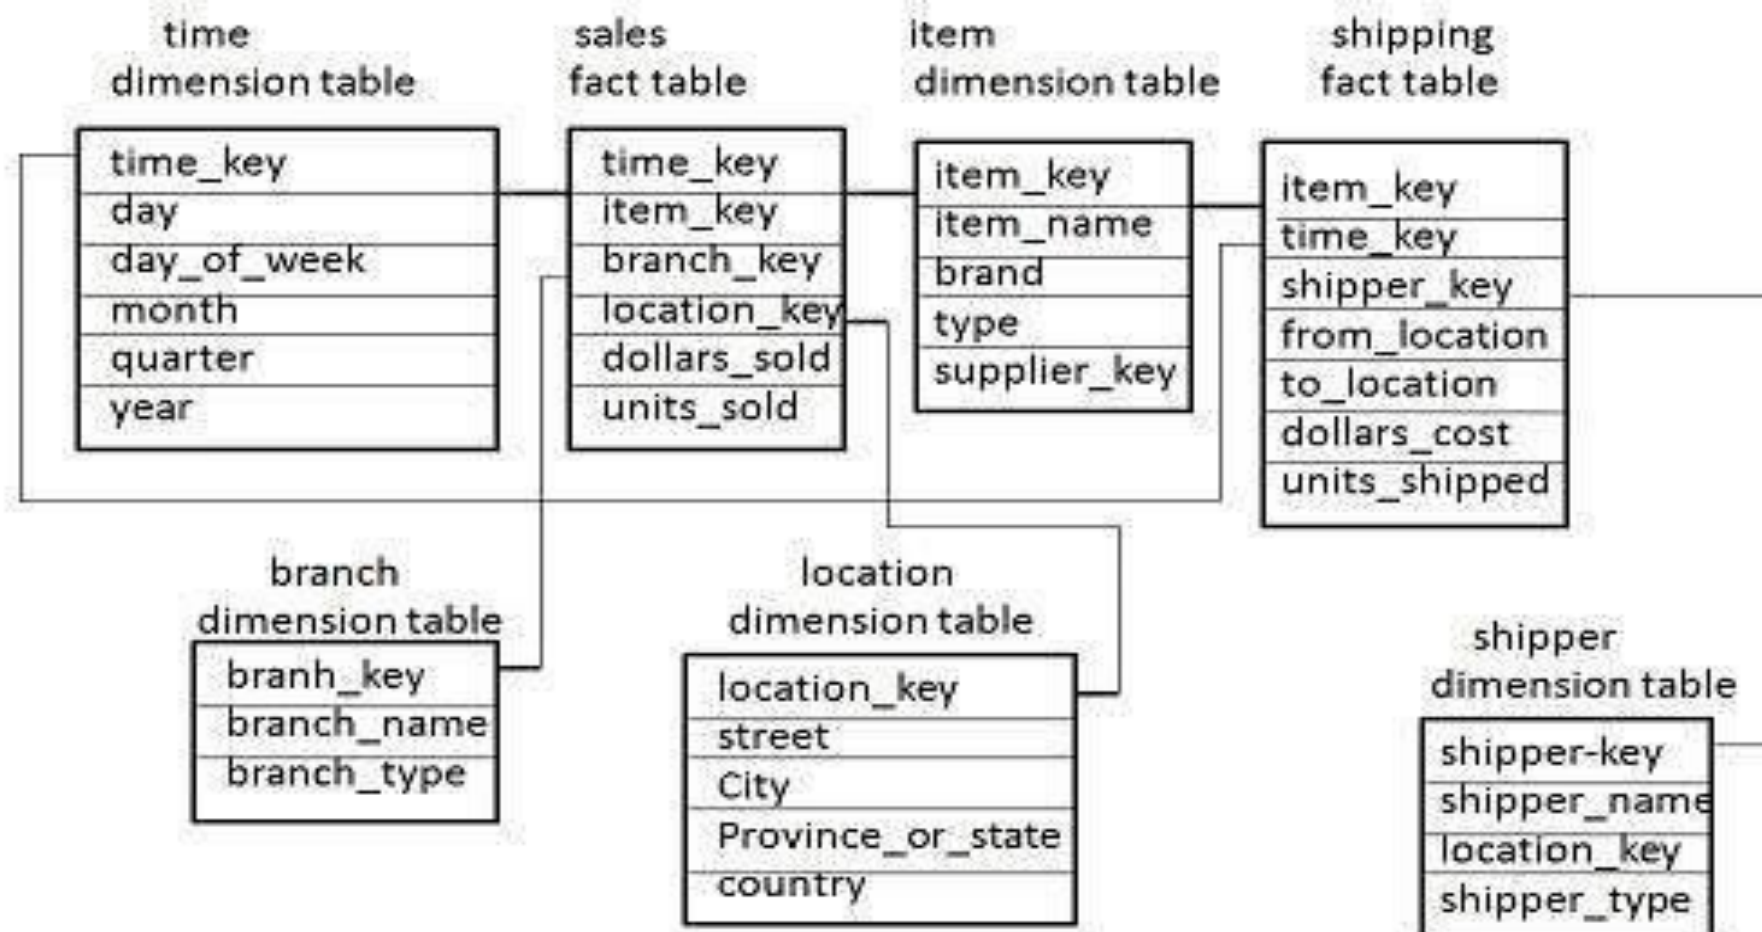 time
dimension table
time_key
day
day_of_week
month
quarter
year
sales
fact table
time_key
item_key
branch_key
location_key
dollars_sold
units_sold
item
dimension table
item_key
item_name
brand
type
supplier_key
shipping
fact table
item_key
time_key
shipper_key
from_location
to_location
dollars_cost
units_shipped
branch
dimension table
branh_key
branch_name
branch_type
location
dimension table
location_key
street
City
Province_or_state
country
shipper
dimension table
shipper-key
shipper_name
location_key
shipper_type